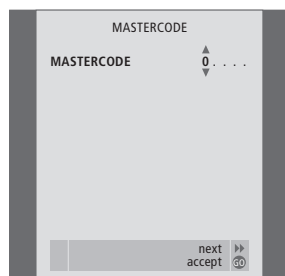 MASTERCODE
MASTERCODE 0 . . . .
next
accept GO